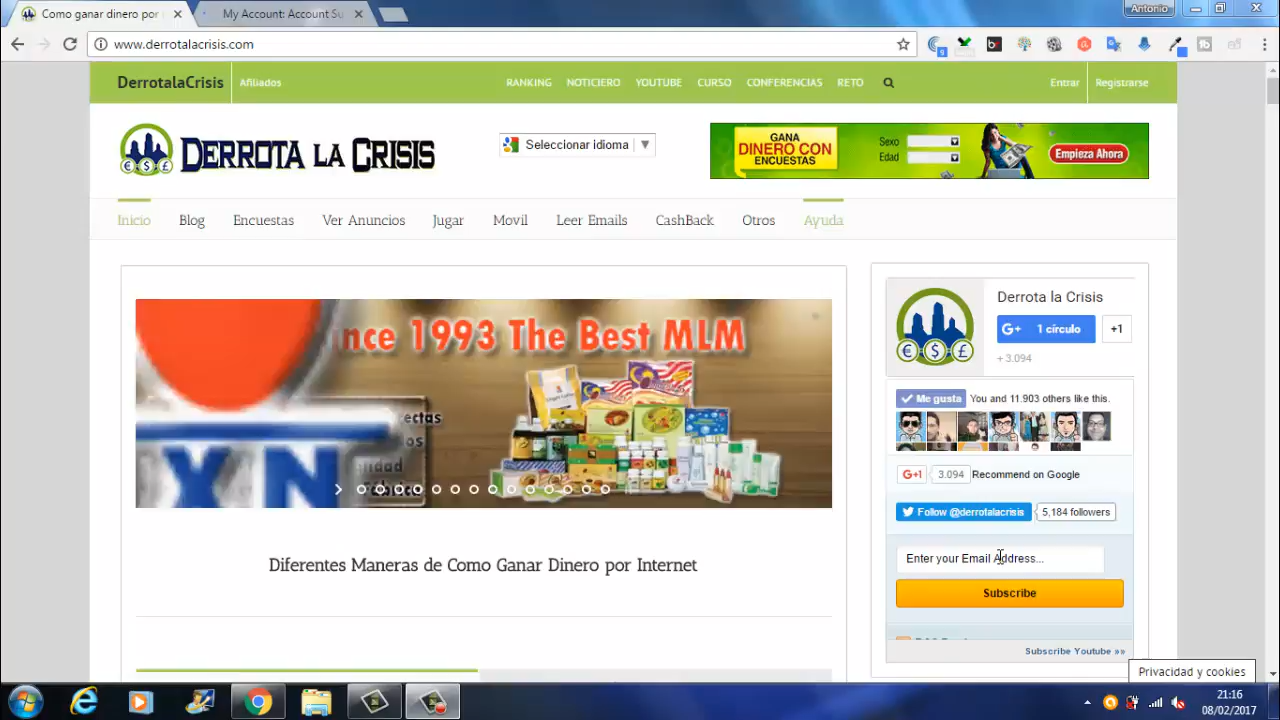 Como ganar dinero por
My Account: Account Su
Antonio
www.derrotalacrisis.com
DerrotalaCrisis
Afiliados
RANKING
NOTICIERO
YOUTUBE
CURSO
CONFERENCIAS
RETO
Entrar
Registrarse
DERROTA LA CRISIS
Seleccionar idioma
GANA
DINERO CON
ENCUESTAS
Sexo
Edad
Empieza Ahora
Inicio
Blog
Encuestas
Ver Anuncios
Jugar
Movil
Leer Emails
CashBack
Otros
Ayuda
nce 1993 The Best MLM
XN
Diferentes Maneras de Como Ganar Dinero por Internet
Derrota la Crisis
G+ 1 círculo
+1
+ 3.094
Me gusta
You and 11.903 others like this.
G+1
3.094
Recommend on Google
Follow @derrotalacrisis
5,184 followers
Enter your Email Address...
Subscribe
Subscribe Youtube »»
Privacidad y cookies
21:16
08/02/2017